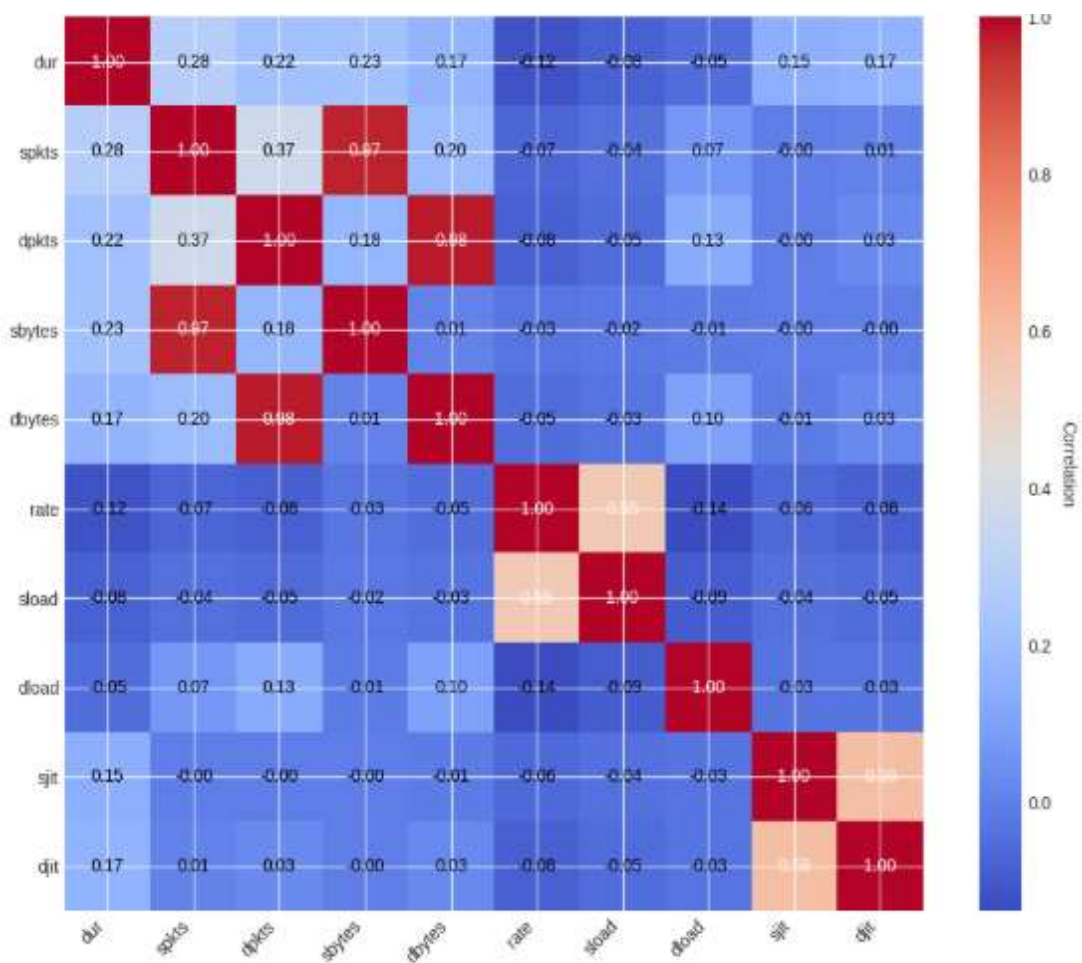 1.0
dur 1.00 0.28 0.22 0.23 0.17 -0.12 -0.08 -0.05 0.15 0.17
spkts 0.28 1.00 0.37 0.97 0.20 -0.07 -0.04 0.07 -0.00 0.01
0.8
dpkts 0.22 0.37 1.00 0.18 0.98 -0.08 -0.05 0.13 -0.00 0.03
sbytes 0.23 0.97 0.18 1.00 0.01 -0.03 -0.02 -0.01 -0.00 -0.00
0.6
dbytes 0.17 0.20 0.98 0.01 1.00 -0.05 -0.03 0.10 -0.01 0.03
Correlation
0.4
rate -0.12 -0.07 -0.08 -0.03 -0.05 1.00 -0.14 -0.06 -0.08
sload -0.08 -0.04 -0.05 -0.02 -0.03 1.00 -0.09 -0.04 -0.05
0.2
dload -0.05 0.07 0.13 -0.01 0.10 -0.14 -0.09 1.00 -0.03 -0.03
sjit 0.15 -0.00 -0.00 -0.00 -0.01 -0.06 -0.04 -0.03 1.00
0.0
djit 0.17 0.01 0.03 -0.00 0.03 -0.08 -0.05 -0.03 1.00
dur spkts dpkts sbytes dbytes rate sload dload sjit djit